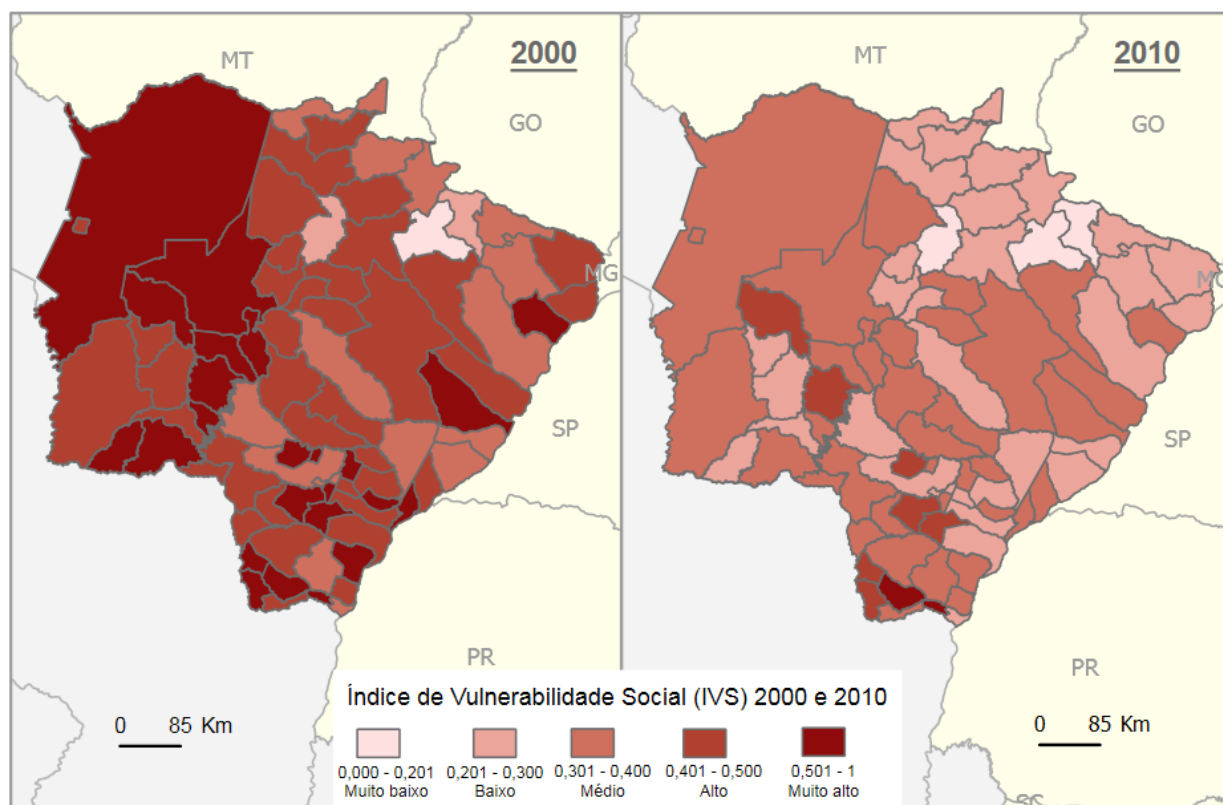 2000
MT
GO
MG
SP
PR
0 85 Km
2010
MT
GO
SP
PR
0 85 Km
Índice de Vulnerabilidade Social (IVS) 2000 e 2010
0,000 - 0,201 0,201 - 0,300 0,301 - 0,400 0,401 - 0,500 0,501 - 1
Muito baixo Baixo Médio Alto Muito alto